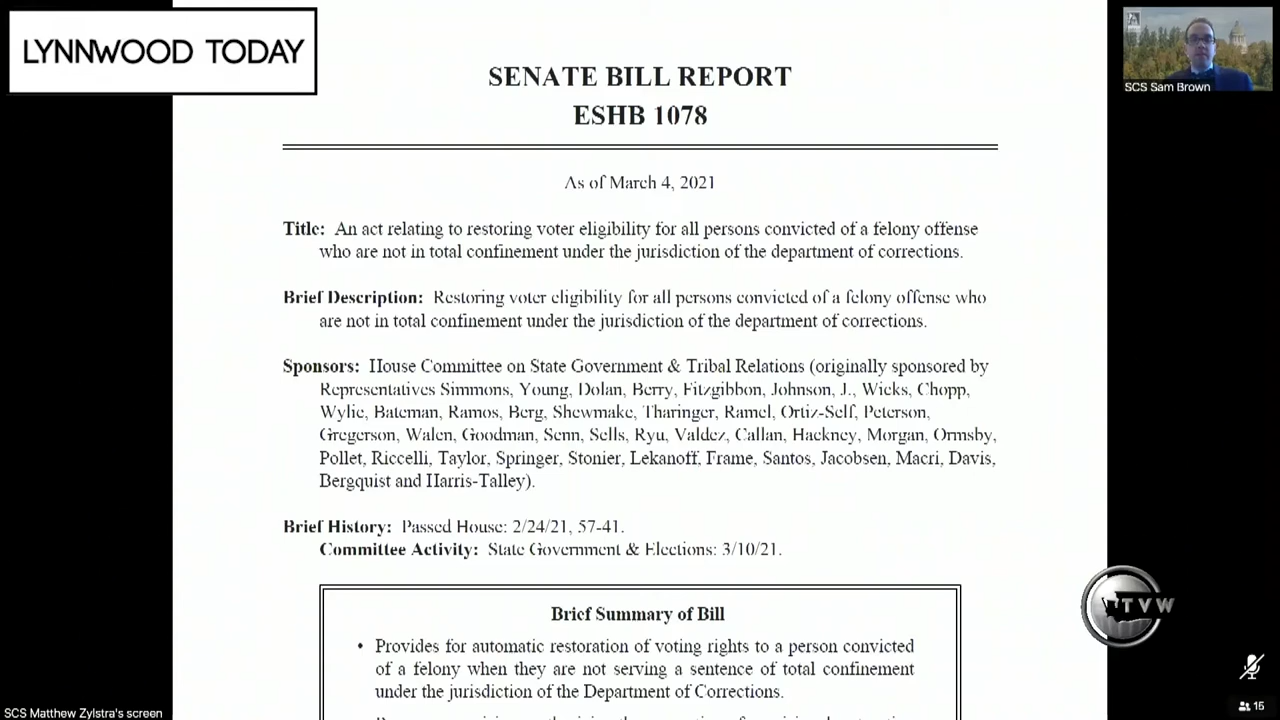 LYNNWOOD TODAY
SCS Sam Brown
SENATE BILL REPORT
ESHB 1078
As of March 4, 2021
Title: An act relating to restoring voter eligibility for all persons convicted of a felony offense
who are not in total confinement under the jurisdiction of the department of corrections.
Brief Description: Restoring voter eligibility for all persons convicted of a felony offense who
are not in total confinement under the jurisdiction of the department of corrections.
Sponsors: House Committee on State Government & Tribal Relations (originally sponsored by
Representatives Simmons, Young, Dolan, Berry, Fitzgibbon, Johnson, J., Wicks, Chopp,
Wylie, Bateman, Ramos, Berg, Shewmake, Tharinger, Ramel, Ortiz-Self, Peterson,
Gregerson, Walen, Goodman, Senn, Sells, Ryu, Valdez, Callan, Hackney, Morgan, Ormsby,
Pollet, Riccelli, Taylor, Springer, Stonier, Lekanoff, Frame, Santos, Jacobsen, Macri, Davis,
Bergquist and Harris-Talley).
Brief History: Passed House: 2/24/21, 57-41.
Committee Activity: State Government & Elections: 3/10/21.
Brief Summary of Bill
• Provides for automatic restoration of voting rights to a person convicted
of a felony when they are not serving a sentence of total confinement
under the jurisdiction of the Department of Corrections.
TVW
15
SCS Matthew Zylstra's screen